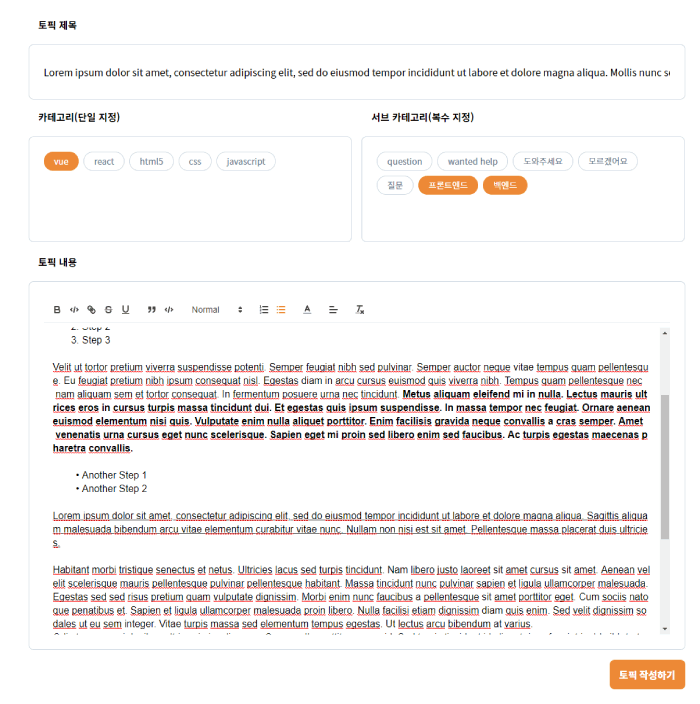 토픽 제목
Lorem ipsum dolor sit amet, consectetur adipiscing elit, sed do eiusmod tempor incididunt ut labore et dolore magna aliqua. Mollis nunc s
카테고리(단일 지정)
서브 카테고리(복수 지정)
vue react html5 css javascript
question wanted help 도와주세요 모르겠어요
질문 프론트엔드 백엔드
토픽 내용
B S U Normal A
2. Step 2
3. Step 3
Velit ut tortor pretium viverra suspendisse potenti. Semper feugiat nibh sed pulvinar. Semper auctor neque vitae tempus quam pellentesqu
e. Eu feugiat pretium nibh ipsum consequat nisl. Egestas diam in arcu cursus euismod quis viverra nibh. Tempus quam pellentesque nec
nam aliquam sem et tortor consequat. In fermentum posuere urna nec tincidunt. Metus aliquam eleifend mi in nulla. Lectus mauris ult
rices eros in cursus turpis massa tincidunt dui. Et egestas quis ipsum suspendisse. In massa tempor nec feugiat. Ornare aenean
euismod elementum nisi quis. Vulputate enim nulla aliquet porttitor. Enim facilisis gravida neque convallis a cras semper. Amet
venenatis urna cursus eget nunc scelerisque. Sapien eget mi proin sed libero enim sed faucibus. Ac turpis egestas maecenas p
haretra convallis.
• Another Step 1
• Another Step 2
Lorem ipsum dolor sit amet, consectetur adipiscing elit, sed do eiusmod tempor incididunt ut labore et dolore magna aliqua. Sagittis aliqua
m malesuada bibendum arcu vitae elementum curabitur vitae nunc. Nullam non nisi est sit amet. Pellentesque massa placerat duis ultricie
s.
Habitant morbi tristique senectus et netus. Ultricies lacus sed turpis tincidunt. Nam libero justo laoreet sit amet cursus sit amet. Aenean vel
elit scelerisque mauris pellentesque pulvinar pellentesque habitant. Massa tincidunt nunc pulvinar sapien et ligula ullamcorper malesuada.
Egestas sed sed risus pretium quam vulputate dignissim. Morbi enim nunc faucibus a pellentesque sit amet porttitor eget. Cum sociis nato
que penatibus et. Sapien et ligula ullamcorper malesuada proin libero. Nulla facilisi etiam dignissim diam quis enim. Sed velit dignissim so
dales ut eu sem integer. Vitae turpis massa sed elementum tempus egestas. Ut lectus arcu bibendum at varius.
토픽 작성하기